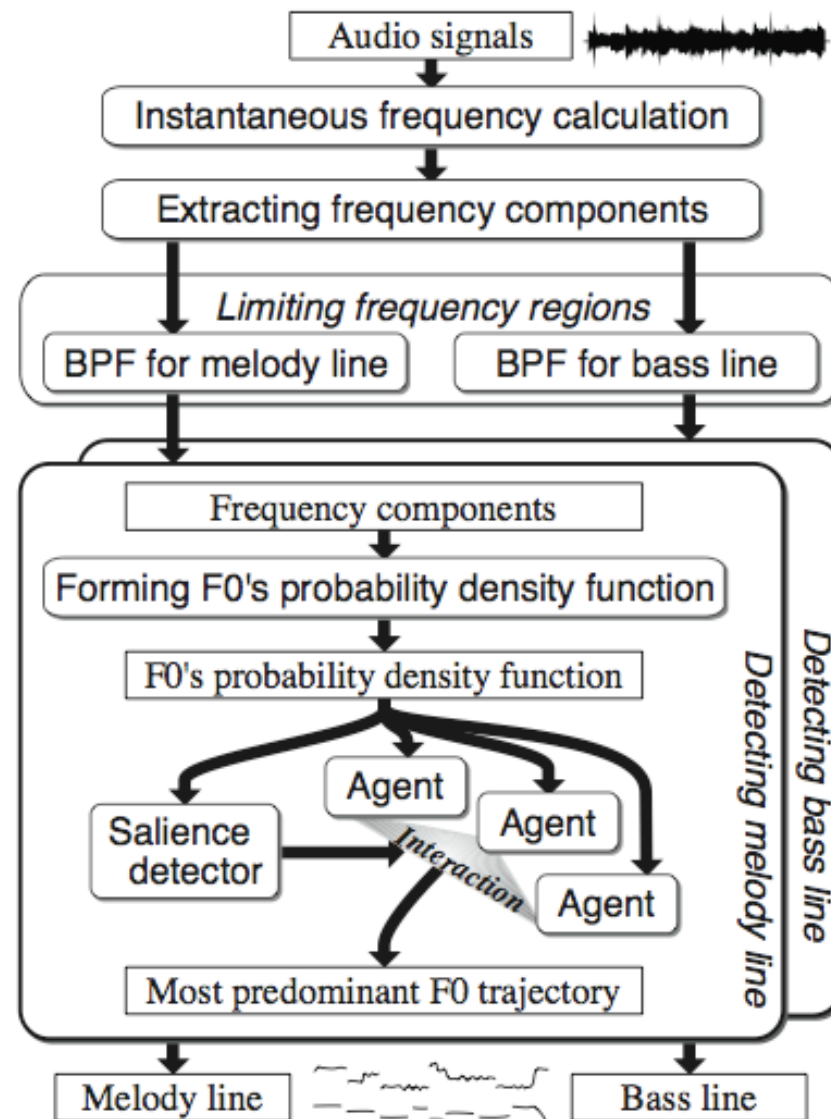 Audio signals
Instantaneous frequency calculation
Extracting frequency components
Limiting frequency regions
BPF for melody line
BPF for bass line
Frequency components
Forming F0's probability density function
F0's probability density function
Salience
detector
Agent
Agent
Agent
Interaction
Most predominant F0 trajectory
Detecting melody line
Detecting bass line
Melody line
Bass line